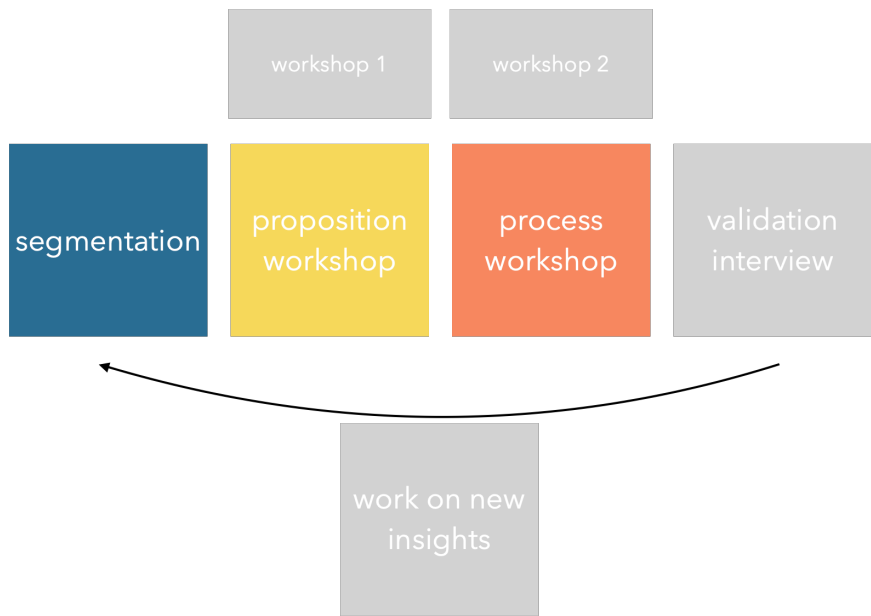 workshop 1
workshop 2
segmentation
proposition
workshop
process
workshop
validation
interview
work on new
insights